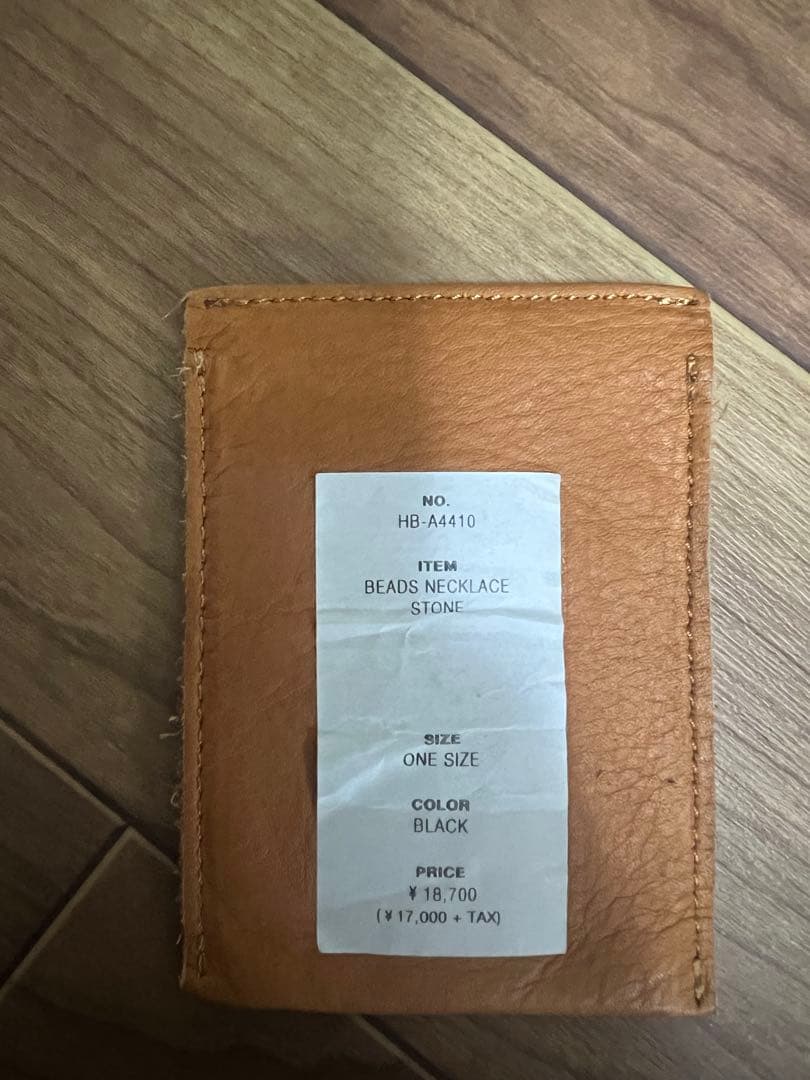 NO.
HB-A4410
ITEM
BEADS NECKLACE
STONE
SIZE
ONE SIZE
COLOR
BLACK
PRICE
¥ 18,700
(¥17,000 + TAX)